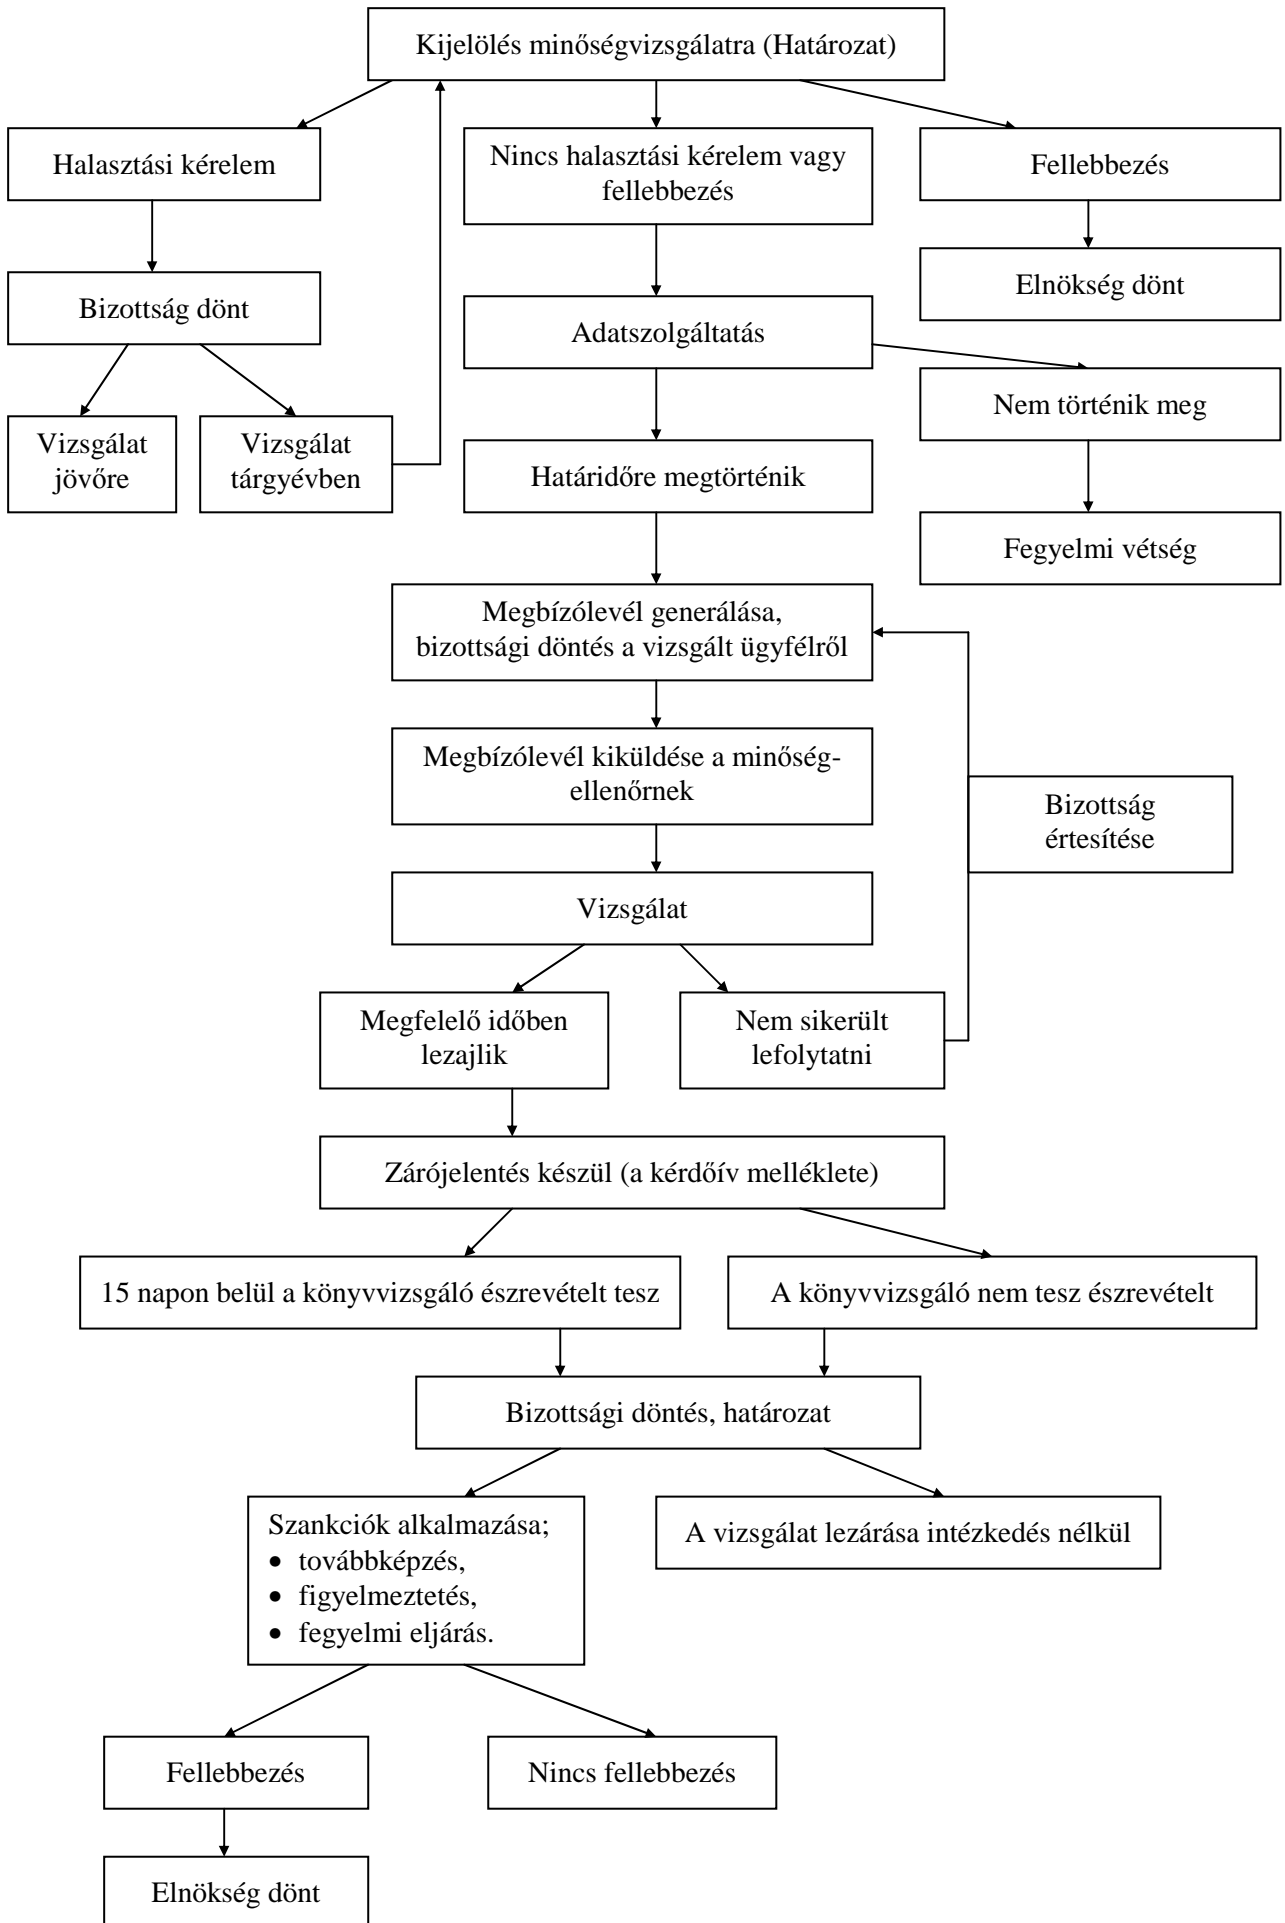 Kijelölés minőségvizsgálatra (Határozat)
Halasztási kérelem
Nincs halasztási kérelem vagy
fellebbezés
Fellebbezés
Bizottság dönt
Adatszolgáltatás
Elnökség dönt
Vizsgálat
jövőre
Vizsgálat
tárgyévben
Határidőre megtörténik
Nem történik meg
Fegyelmi vétség
Megbízólevél generálása,
bizottsági döntés a vizsgált ügyfélről
Megbízólevél kiküldése a minőség-
ellenőrnek
Bizottság
értesítése
Vizsgálat
Megfelelő időben
lezajlik
Nem sikerült
lefolytatni
Zárójelentés készül (a kérdőív melléklete)
15 napon belül a könyvvizsgáló észrevételt tesz
A könyvvizsgáló nem tesz észrevételt
Bizottsági döntés, határozat
Szankciók alkalmazása;
• továbbképzés,
• figyelmeztetés,
• fegyelmi eljárás.
A vizsgálat lezárása intézkedés nélkül
Fellebbezés
Nincs fellebbezés
Elnökség dönt